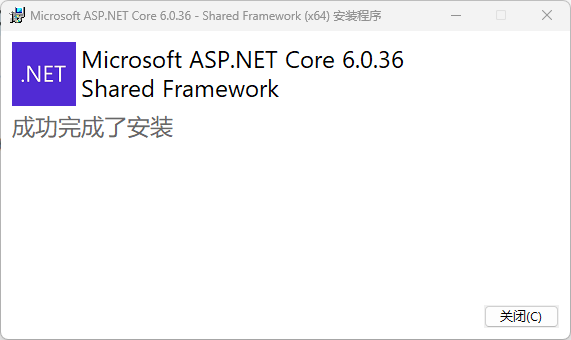 Microsoft ASP.NET Core 6.0.36 - Shared Framework (x64) 安装程序
.NET
Microsoft ASP.NET Core 6.0.36
Shared Framework
成功完成了安装
关闭(C)